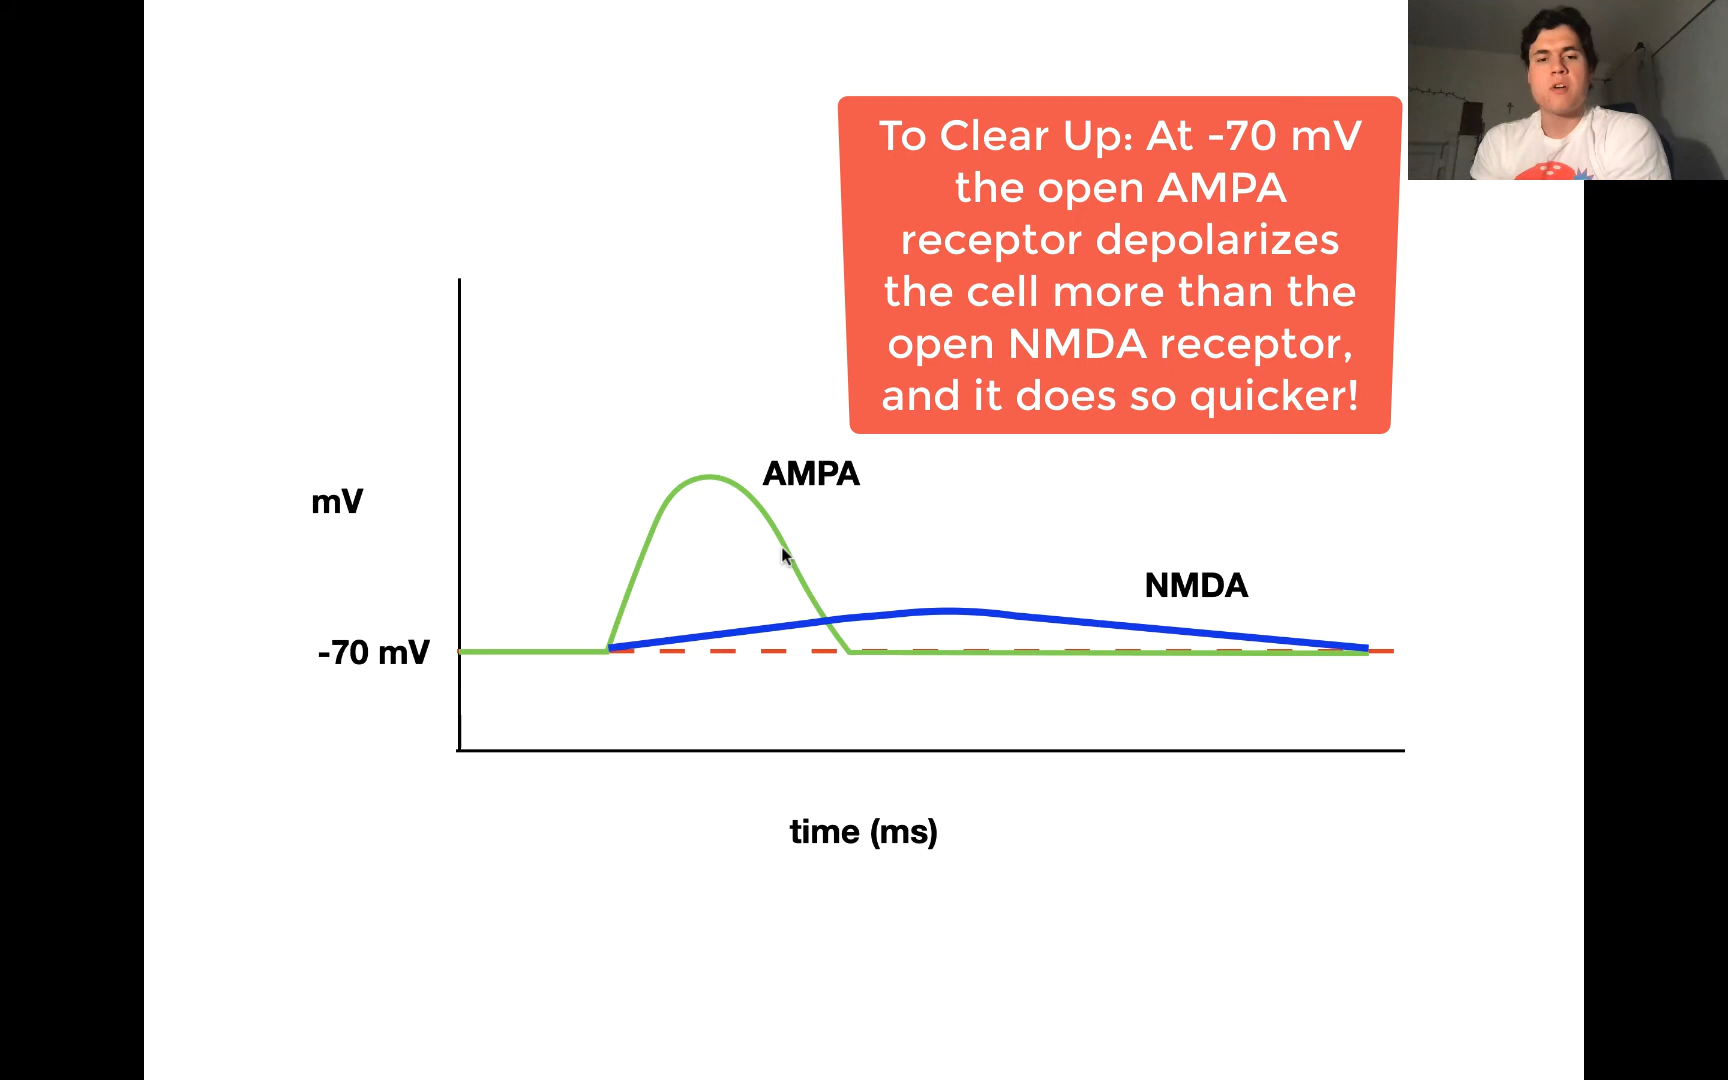 To Clear Up: At -70 mV
the open AMPA
receptor depolarizes
the cell more than the
open NMDA receptor,
and it does so quicker!
AMPA
mV
NMDA
-70 mV
time (ms)